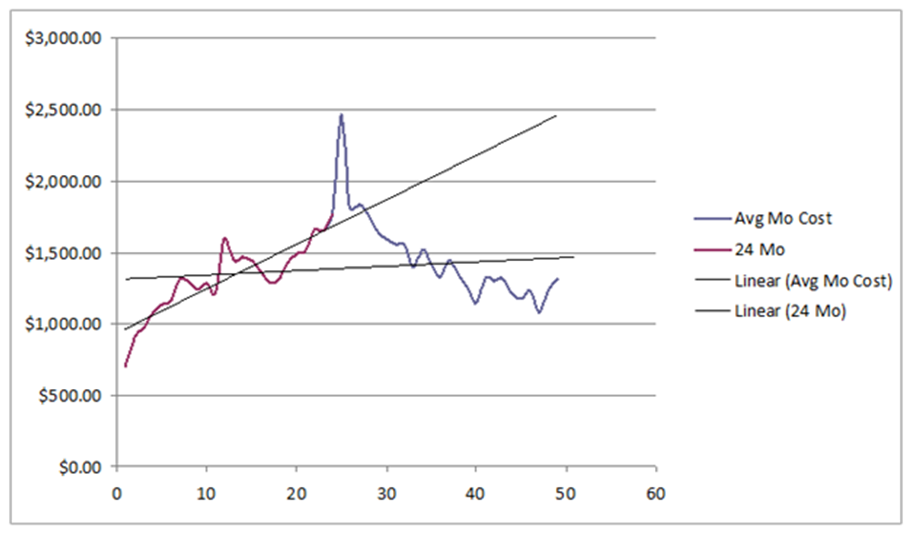 $3,000.00
$2,500.00
$2,000.00
$1,500.00
$1,000.00
$500.00
$0.00
0 10 20 30 40 50 60
Avg Mo Cost
24 Mo
Linear (Avg Mo Cost)
Linear (24 Mo)